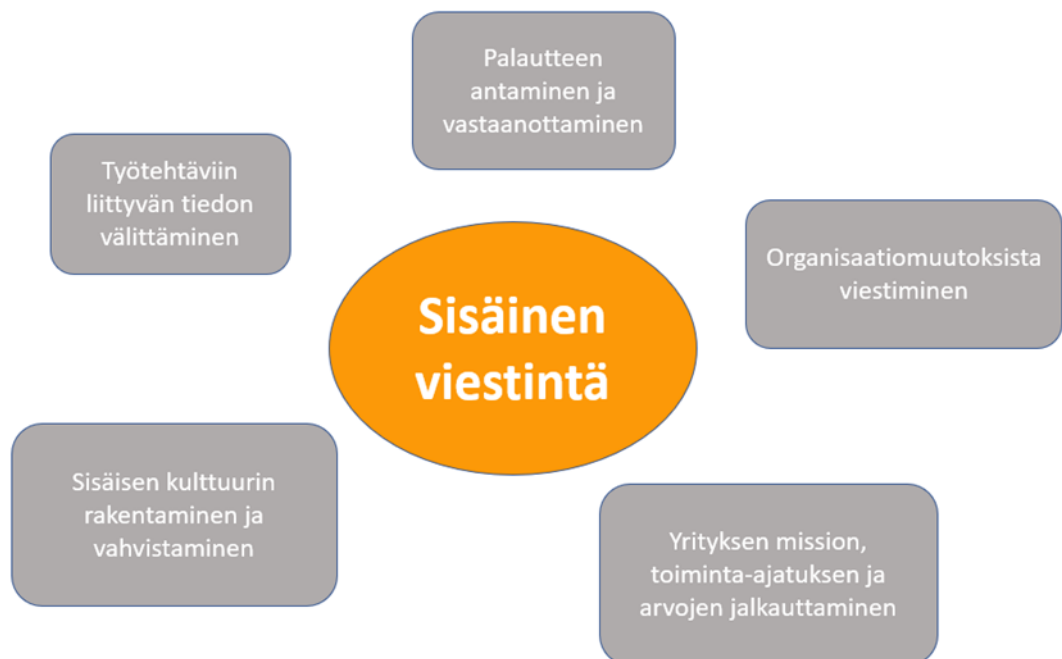 Palautteen
antaminen ja
vastaanottaminen
Työtehtäviin
liittyvän tiedon
välittäminen
Organisaatiomuutoksista
viestiminen
Sisäinen
viestintä
Sisäisen kulttuurin
rakentaminen ja
vahvistaminen
Yrityksen mission,
toiminta-ajatuksen ja
arvojen jalkauttaminen